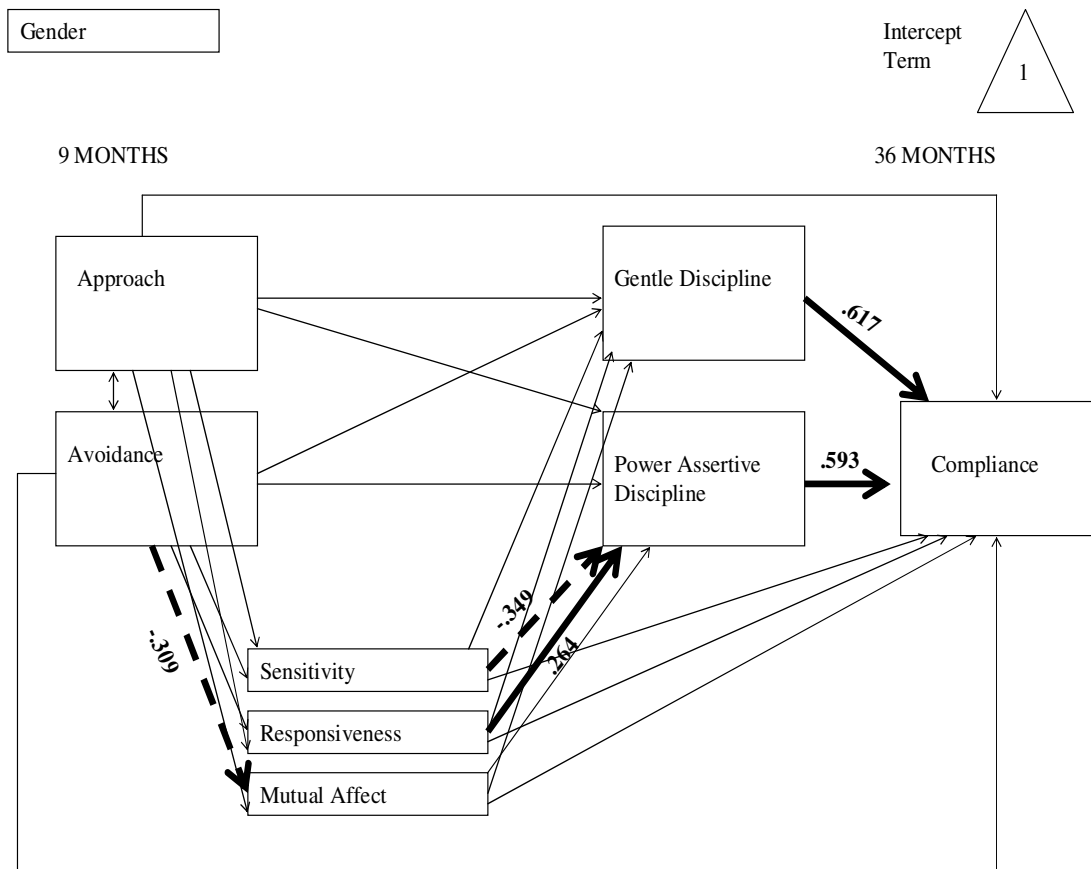 Gender
Intercept
Term
1
9 MONTHS
36 MONTHS
Approach
Gentle Discipline
.617
Avoidance
Power Assertive
Discipline
.593
Compliance
-.349
.264
-.309
Sensitivity
Responsiveness
Mutual Affect